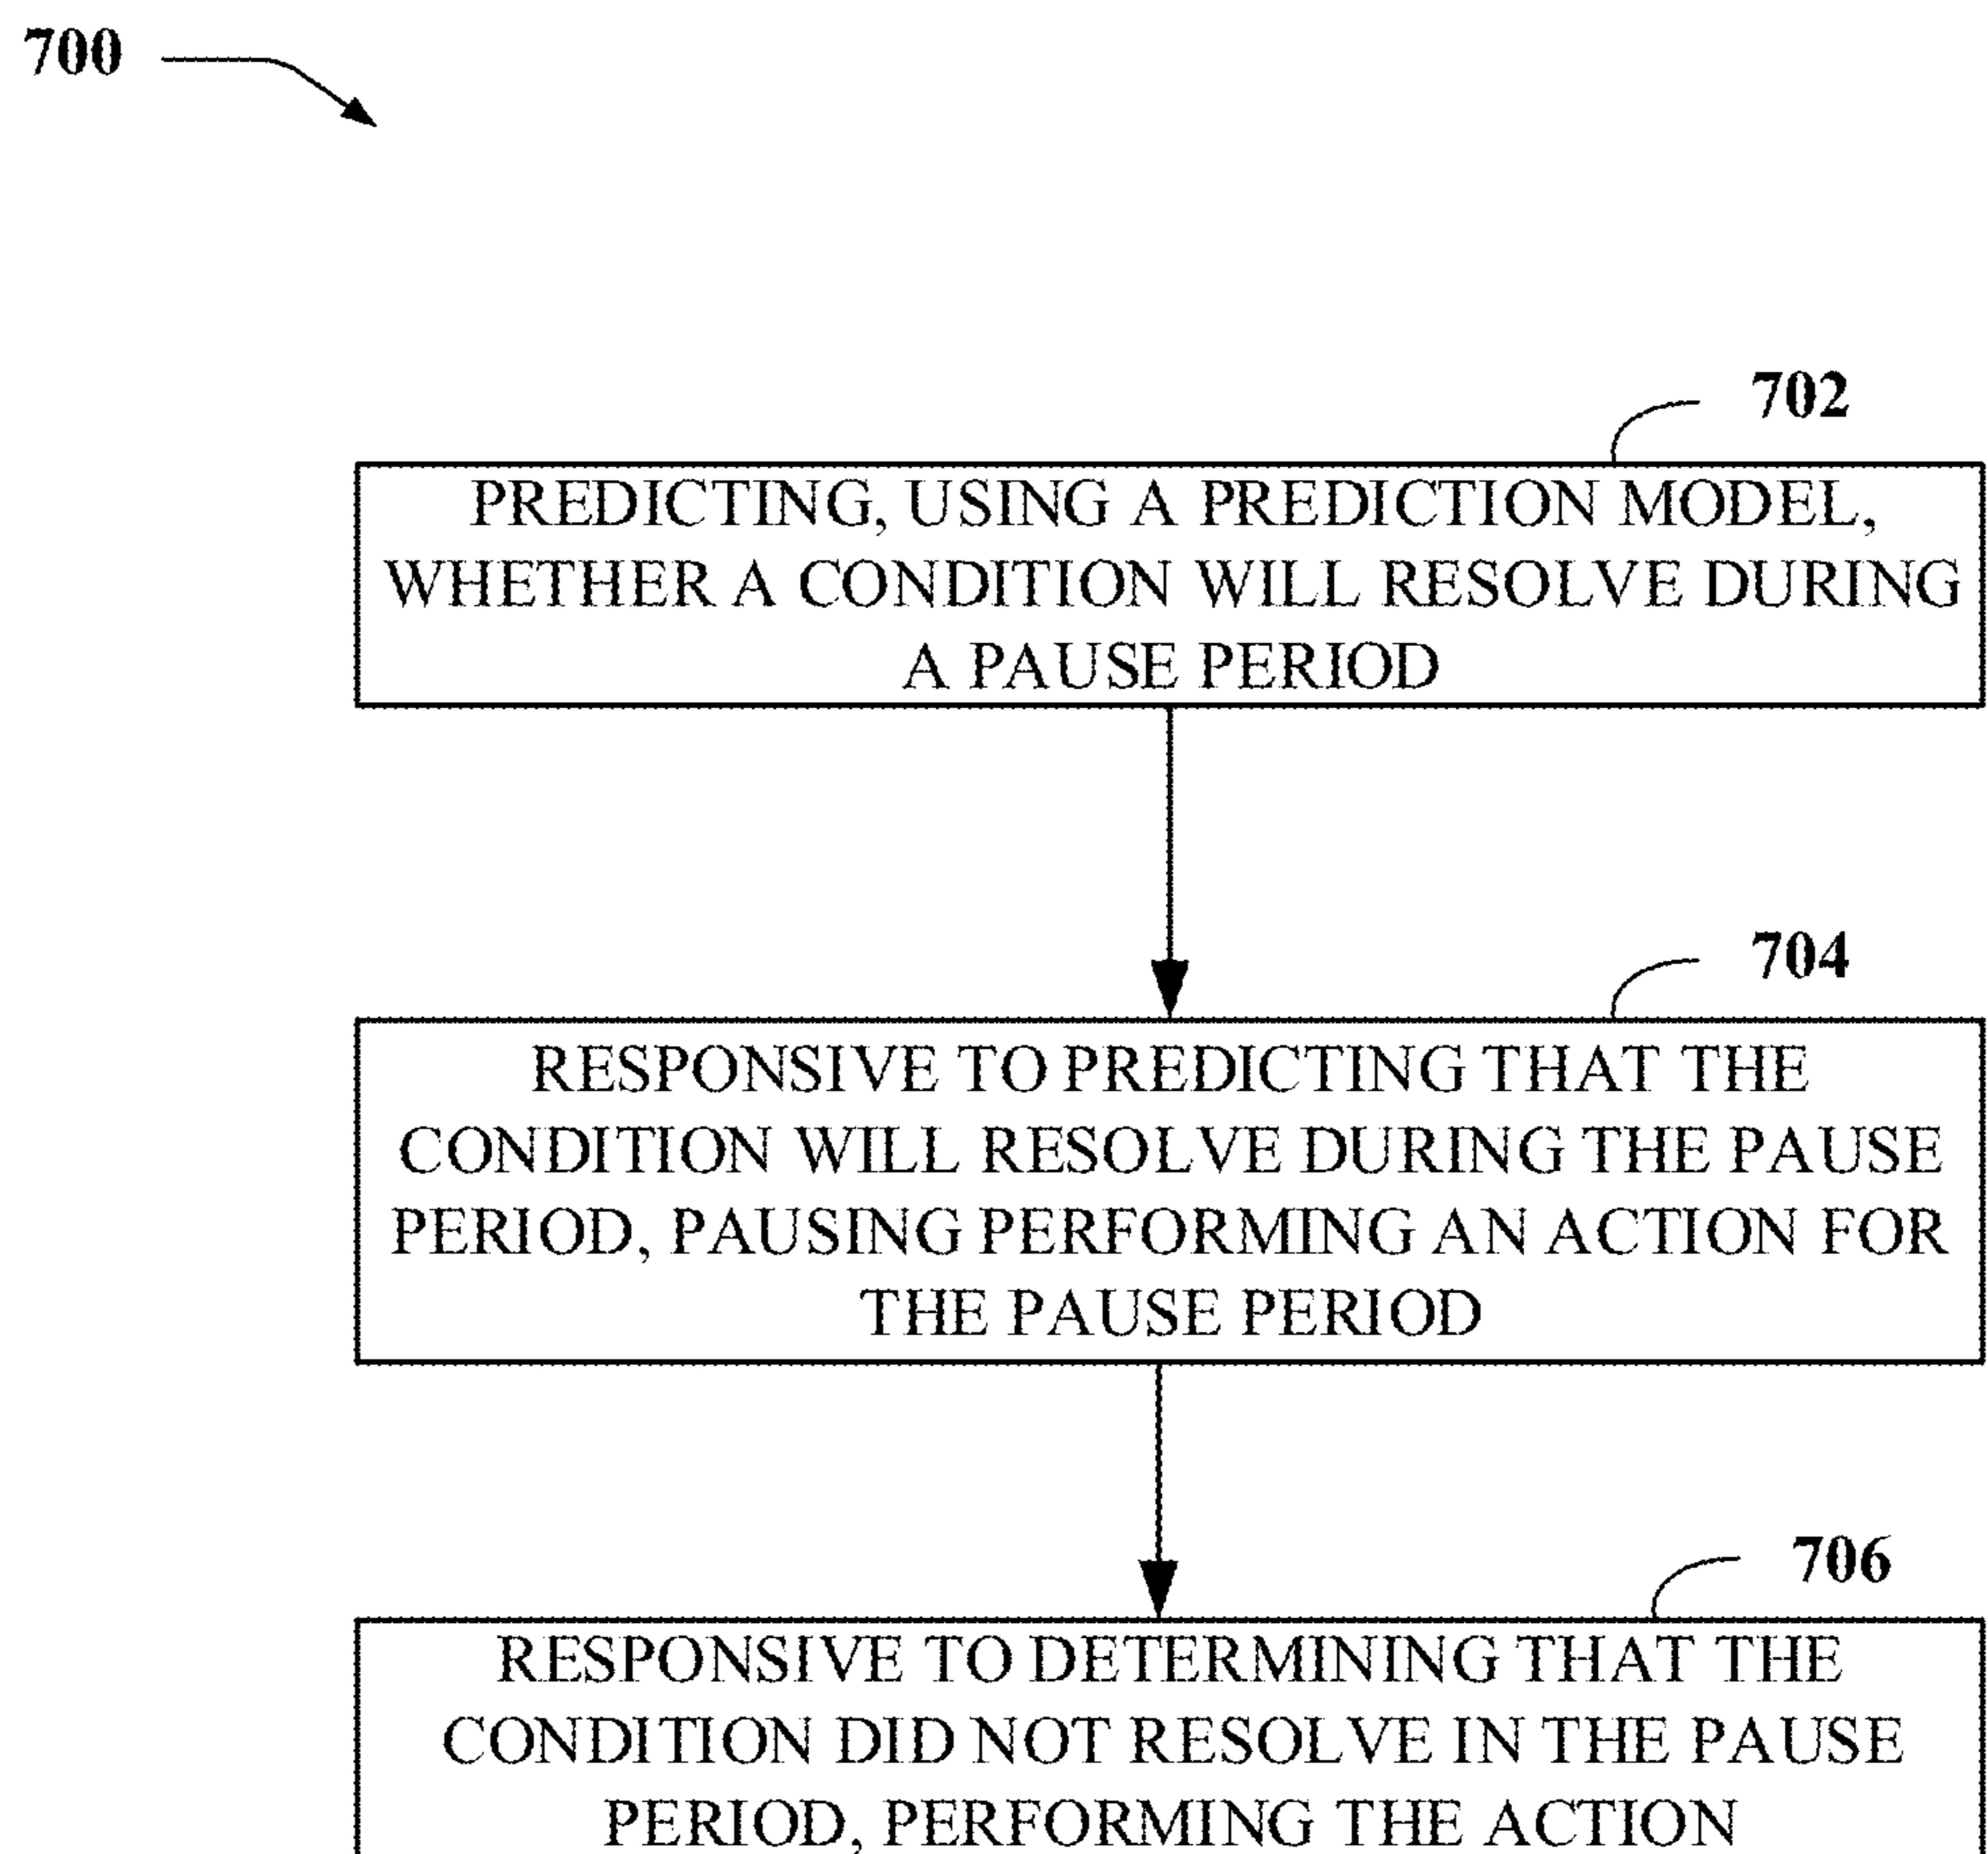 700
702
PREDICTING, USING A PREDICTION MODEL,
WHETHER A CONDITION WILL RESOLVE DURING
A PAUSE PERIOD
704
RESPONSIVE TO PREDICTING THAT THE
CONDITION WILL RESOLVE DURING THE PAUSE
PERIOD, PAUSING PERFORMING AN ACTION FOR
THE PAUSE PERIOD
706
RESPONSIVE TO DETERMINING THAT THE
CONDITION DID NOT RESOLVE IN THE PAUSE
PERIOD, PERFORMING THE ACTION